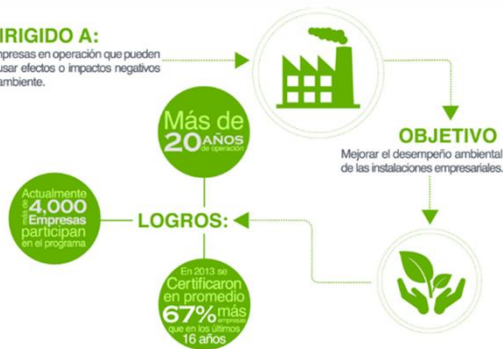 IRIGIDO A:
mpresas en operación que pueden
usar efectos o impactos negativos
ambiente.
OBJETIVO
Mejorar el desempeño ambiental
de las instalaciones empresariales.
Más de
20 AÑOS
de operación
LOGROS:
Actualmente
más de
4,000
Empresas
participan
en el programa
En 2013 se
Certificaron
en promedio
67% más
empresas
que en los últimos
16 años